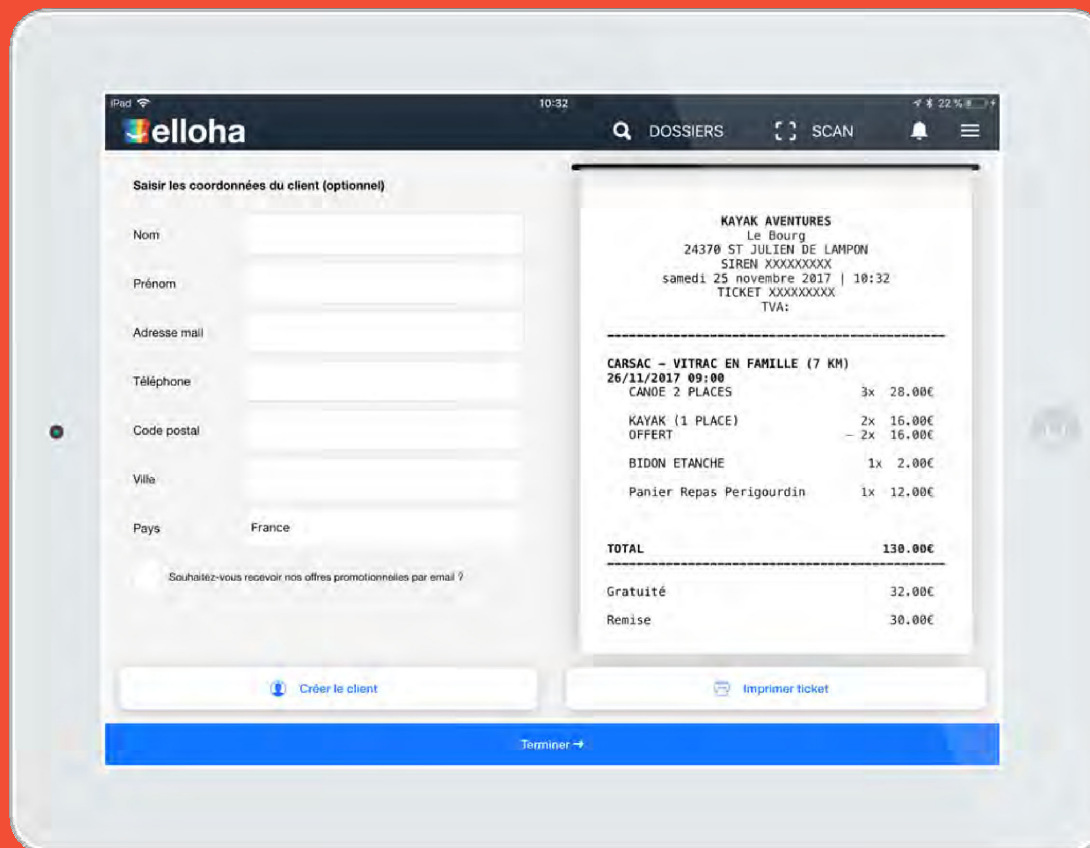 iPad
10:32
22 %
elloha
DOSSIERS
SCAN
Saisir les coordonnées du client (optionnel)
Nom
Prénom
Adresse mail
Téléphone
Code postal
Ville
Pays
France
Souhaitez-vous recevoir nos offres promotionnelles par email ?
KAYAK AVENTURES
Le Bourg
24370 ST JULIEN DE LAMPON
SIREN XXXXXXXXX
samedi 25 novembre 2017 | 10:32
TICKET XXXXXXXXX
TVA:
CARSAC – VITRAC EN FAMILLE (7 KM)
26/11/2017 09:00
CANOE 2 PLACES 3x 28.00€
KAYAK (1 PLACE) 2x 16.00€
OFFERT – 2x 16.00€
BIDON ETANCHE 1x 2.00€
Panier Repas Perigourdin 1x 12.00€
TOTAL 130.00€
Gratuité 32.00€
Remise 30.00€
Créer le client
Imprimer ticket
Terminer →